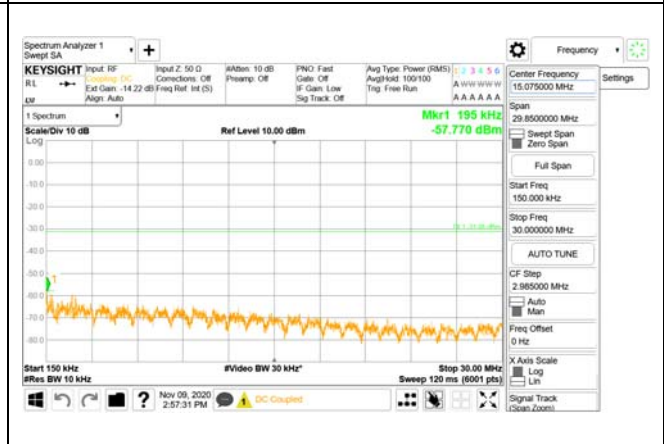 Spectrum Analyzer 1
Swept SA
Frequency
Settings
KEYSIGHT
RL
Input: RF
Coupling: DC
Ext Gain: -14.22 dB
Align: Auto
Input Z: 50 Ω
Corrections: Off
Freq Ref: Int (S)
#Atten: 10 dB
Preamp: Off
PNO: Fast
Gate: Off
IF Gain: Low
Sig Track: Off
Avg Type: Power (RMS)
Avg|Hold: 100/100
Trig: Free Run
1 2 3 4 5 6
A W W W W W
A A A A A A
1 Spectrum
Scale/Div 10 dB
Log
Ref Level 10.00 dBm
Mkr1 195 kHz
-57.770 dBm
0.00
-10.0
-20.0
-30.0
-40.0
-50.0
-60.0
-70.0
-80.0
1
Start 150 kHz
#Res BW 10 kHz
#Video BW 30 kHz*
Stop 30.00 MHz
Sweep 120 ms (6001 pts)
Center Frequency
15.075000 MHz
Span
29.8500000 MHz
Swept Span
Zero Span
Full Span
Start Freq
150.000 kHz
Stop Freq
30.000000 MHz
AUTO TUNE
CF Step
2.985000 MHz
Auto
Man
Freq Offset
0 Hz
X Axis Scale
Log
Lin
Signal Track
(Span Zoom)
?
Nov 09, 2020
2:57:31 PM
DC Coupled